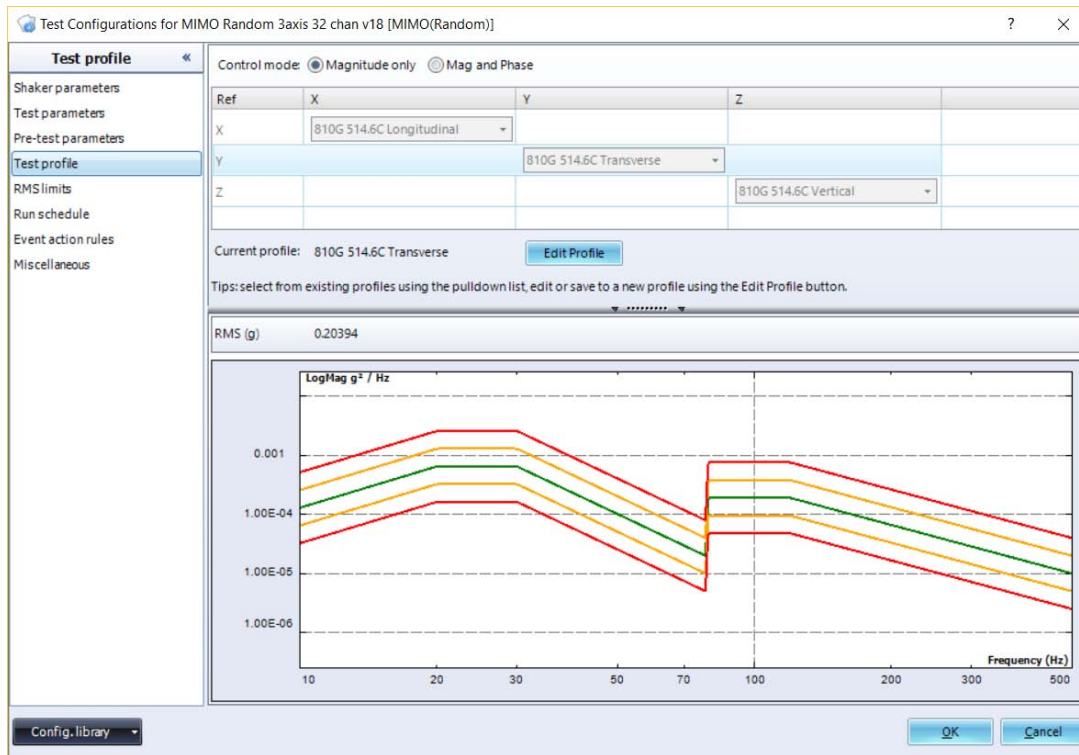 Test Configurations for MIMO Random 3axis 32 chan v18 [MIMO(Random)]
Test profile
Shaker parameters
Test parameters
Pre-test parameters
Test profile
RMS limits
Run schedule
Event action rules
Miscellaneous
Control mode: Magnitude only Mag and Phase
Ref X Y Z
X 810G 514.6C Longitudinal
Y 810G 514.6C Transverse
Z 810G 514.6C Vertical
Current profile: 810G 514.6C Transverse Edit Profile
Tips: select from existing profiles using the pulldown list, edit or save to a new profile using the Edit Profile button.
RMS (g) 0.20394
LogMag g² / Hz
0.001
1.00E-04
1.00E-05
1.00E-06
Frequency (Hz)
10 20 30 50 70 100 200 300 500
Config. library OK Cancel